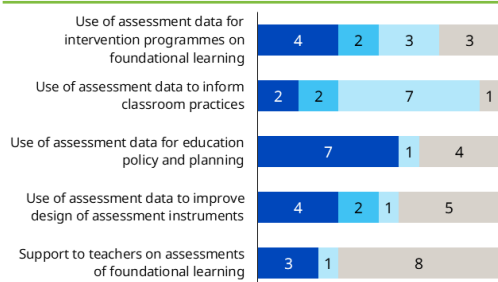 Use of assessment data for
intervention programmes on
foundational learning
4 2 3 3
Use of assessment data to inform
classroom practices
2 2 7 1
Use of assessment data for education
policy and planning
7 1 4
Use of assessment data to improve
design of assessment instruments
4 2 1 5
Support to teachers on assessments
of foundational learning
3 1 8